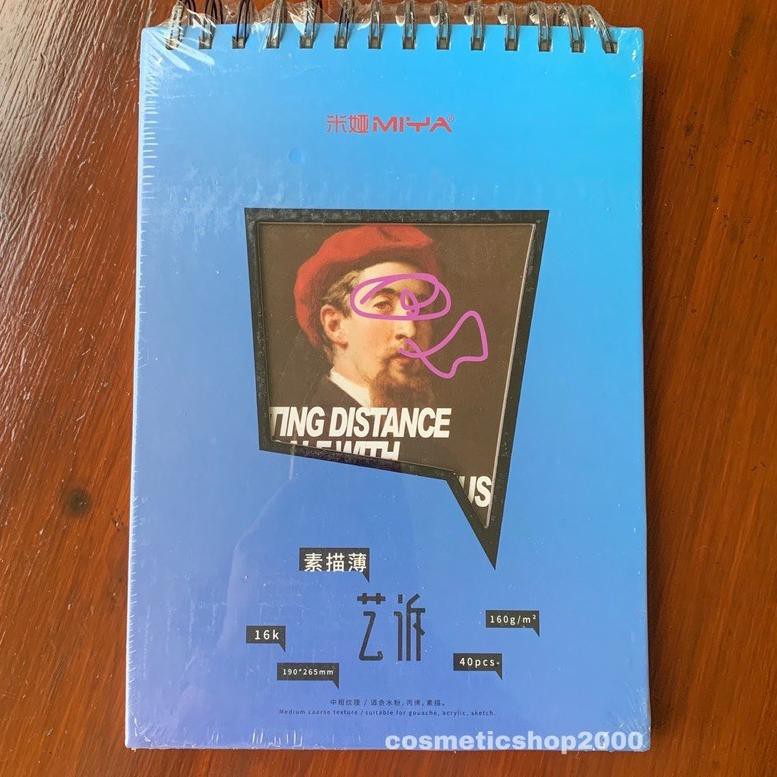 米娅MIYA®
TING DISTANCE
WITH
US
素描薄
艺诉
160g/m²
16k
40pcs
190*265mm
中粗纹理 / 适合水粉,丙烯,素描。
Medium coarse texture / suitable for gouache, acrylic, sketch.
cosmeticshop2000